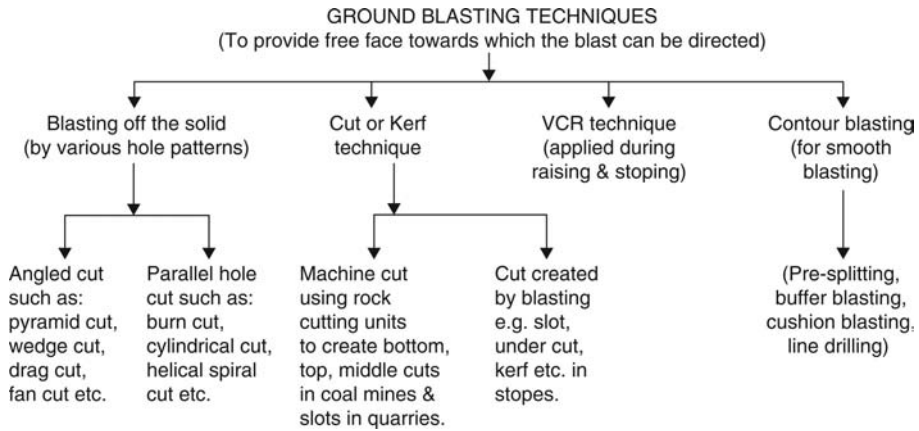 GROUND BLASTING TECHNIQUES
(To provide free face towards which the blast can be directed)
Blasting off the solid
(by various hole patterns)
Cut or Kerf
technique
VCR technique
(applied during
raising & stoping)
Contour blasting
(for smooth
blasting)
Angled cut
such as:
pyramid cut,
wedge cut,
drag cut,
fan cut etc.
Parallel hole
cut such as:
burn cut,
cylindrical cut,
helical spiral
cut etc.
Machine cut
using rock
cutting units
to create bottom,
top, middle cuts
in coal mines &
slots in quarries.
Cut created
by blasting
e.g. slot,
under cut,
kerf etc. in
stopes.
(Pre-splitting,
buffer blasting,
cushion blasting,
line drilling)